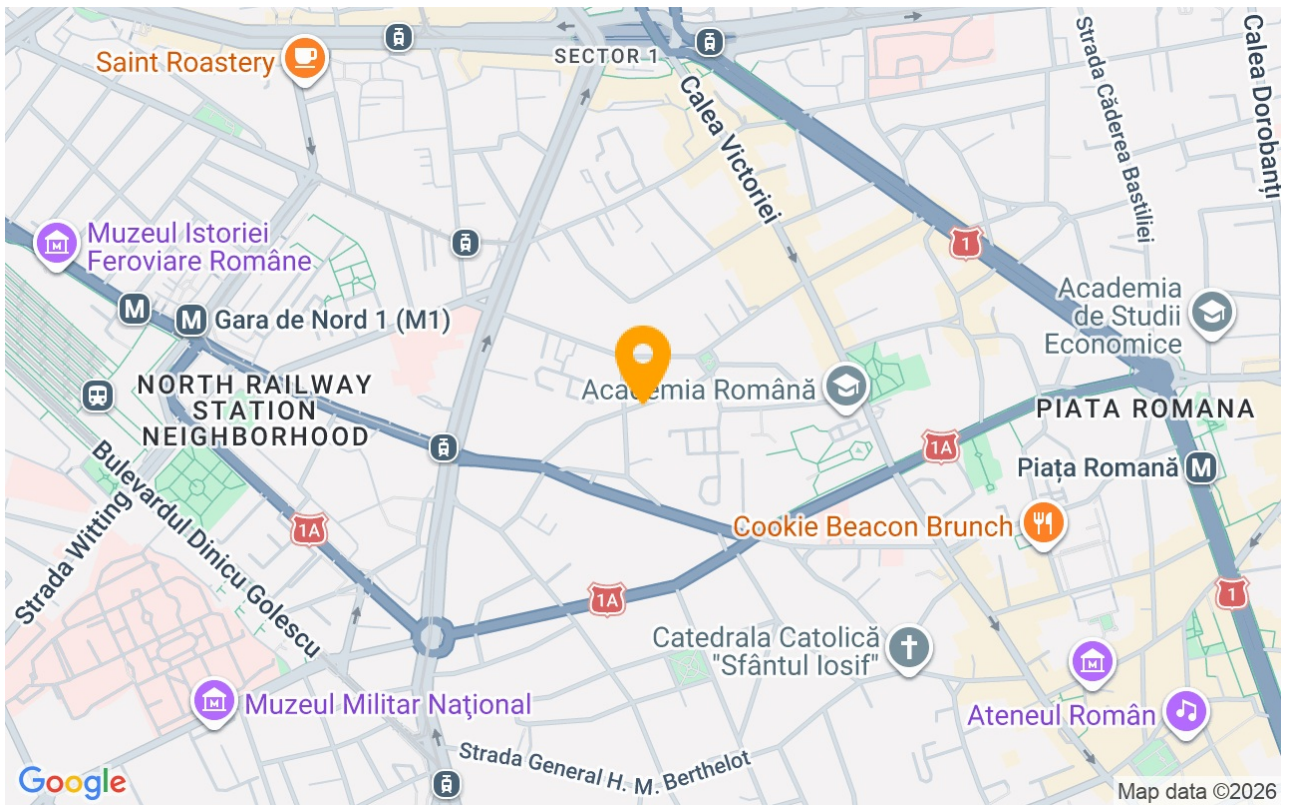 Saint Roastery
SECTOR 1
Calea Victoriei
Strada Căderea Bastiliei
Calea Dorobanți
Muzeul Istoriei
Feroviare Române
M
M
Gara de Nord 1 (M1)
1
Academia
de Studii
Economice
NORTH RAILWAY
STATION
NEIGHBORHOOD
Academia Română
PIATA ROMANA
1A
Piața Romană
M
Bulevardul Dinicu Golescu
Strada Witting
1A
Cookie Beacon Brunch
1A
1
Catedrala Catolică
"Sfântul Iosif"
Muzeul Militar Naţional
Ateneul Român
Strada General H. M. Berthelot
Google
Map data ©2026